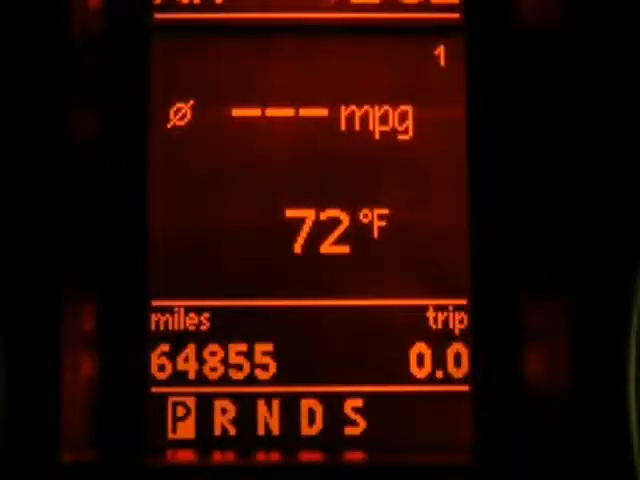 1
Ø --- mpg
72 °F
miles trip
64855 0.0
P R N D S